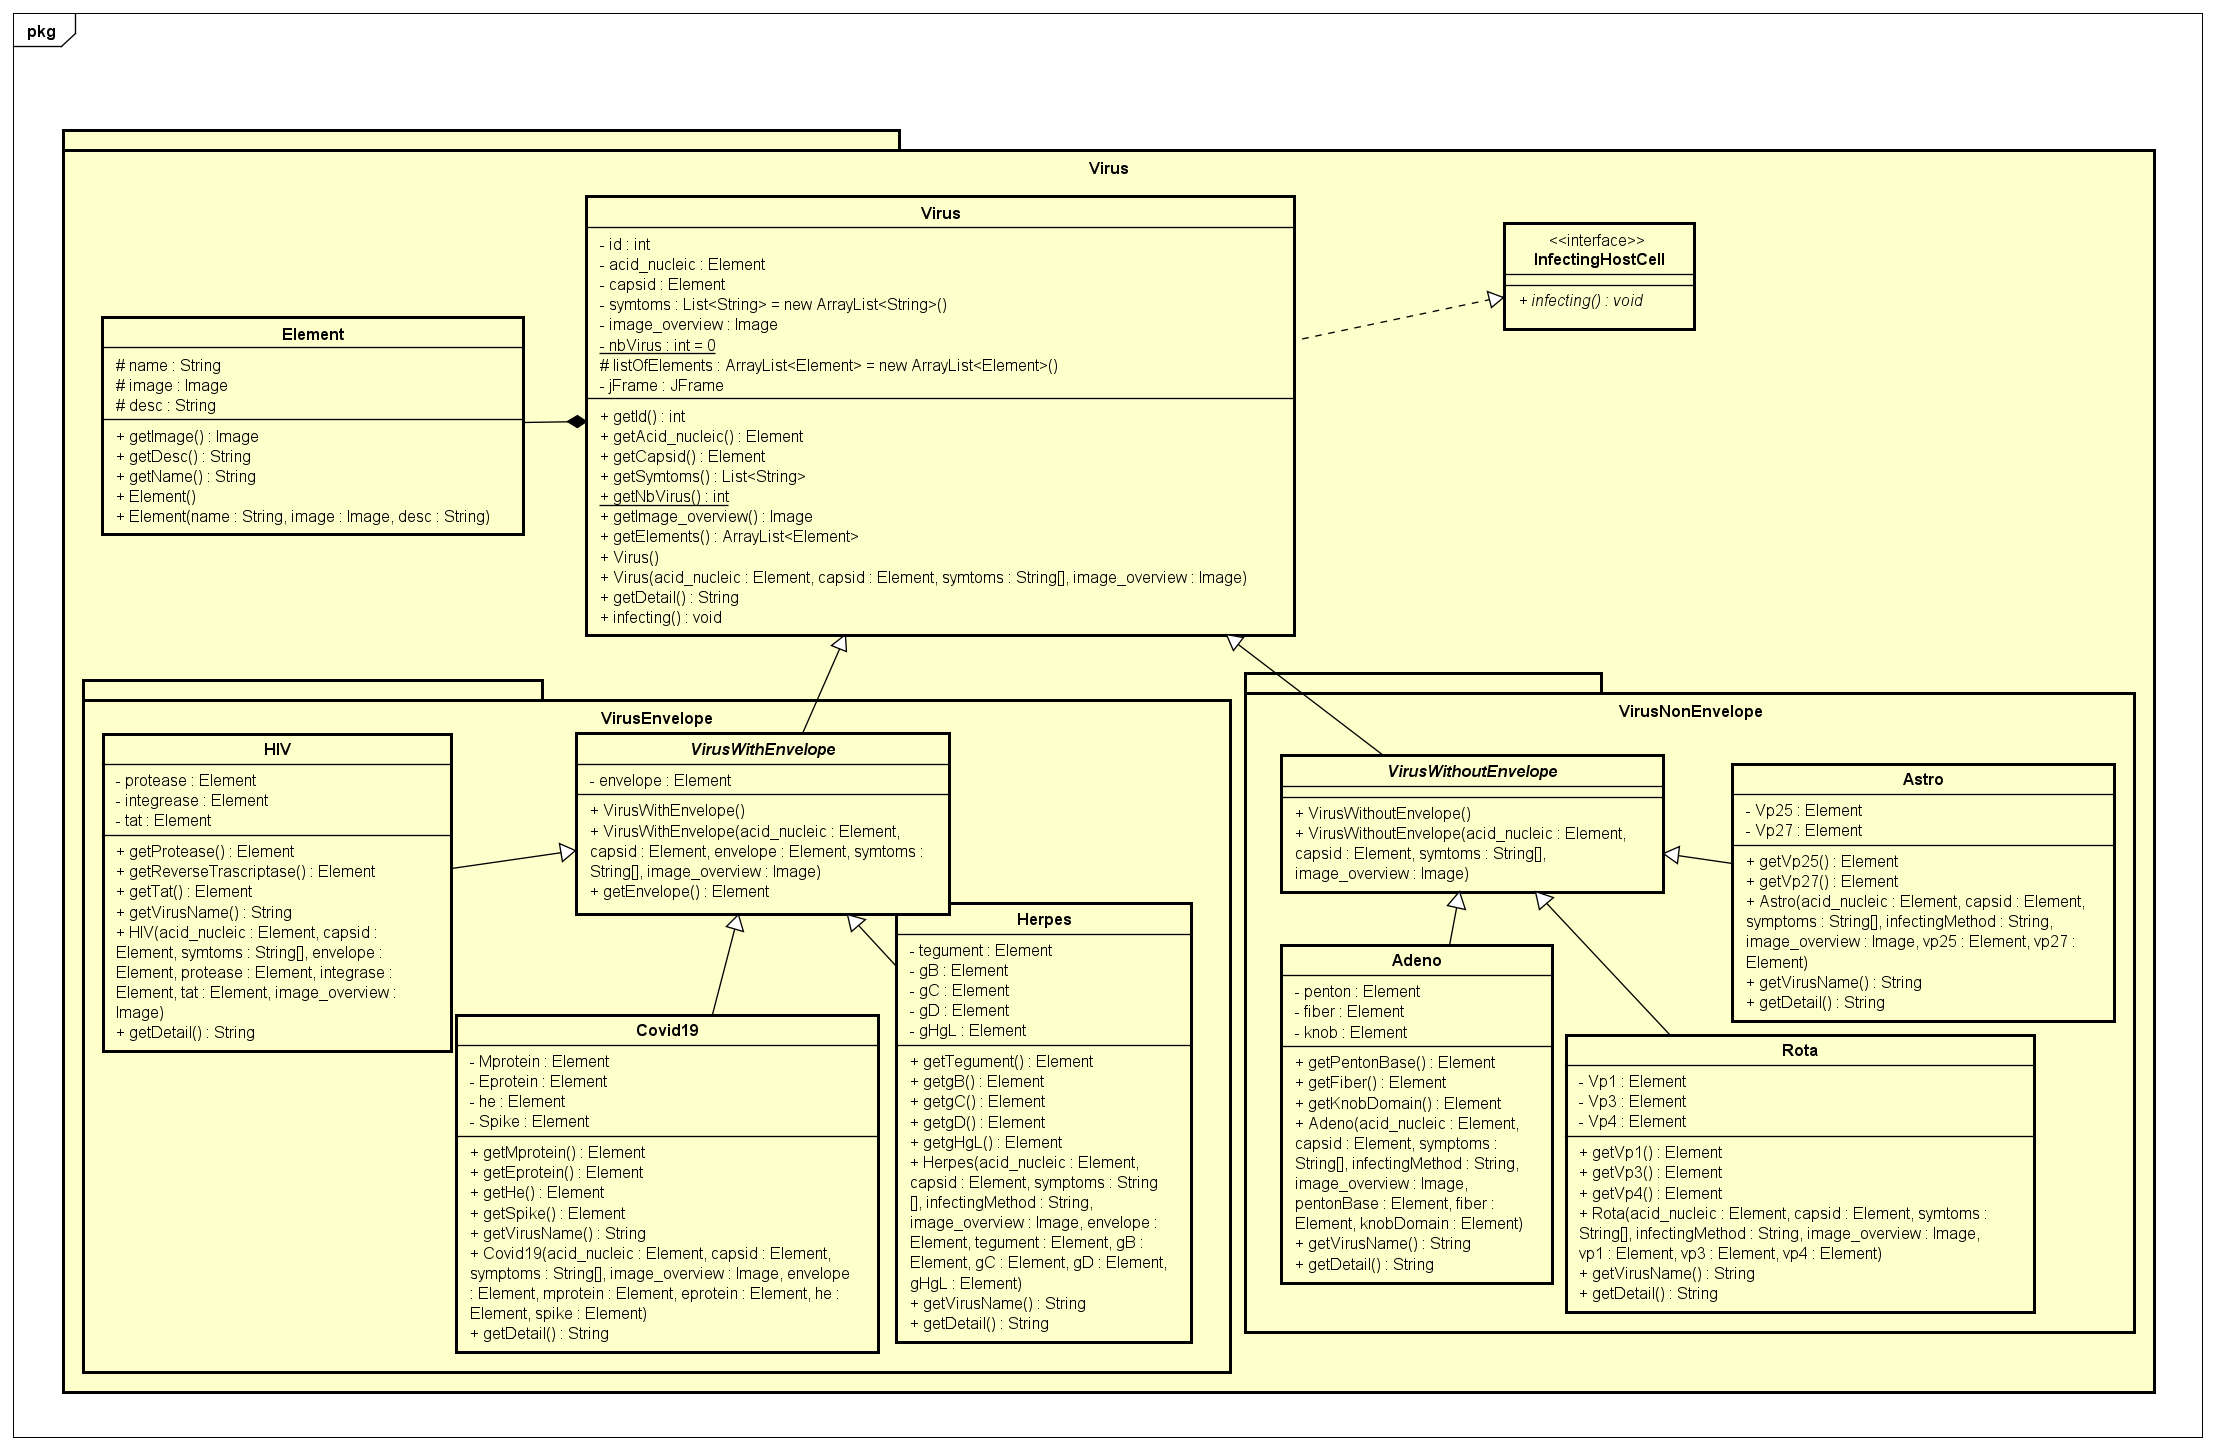 pkg
Virus
Virus
- id : int
- acid_nucleic : Element
- capsid : Element
- symtoms : List<String> = new ArrayList<String>()
- image_overview : Image
- nbVirus : int = 0
# listOfElements : ArrayList<Element> = new ArrayList<Element>()
- jFrame : JFrame
+ getId() : int
+ getAcid_nucleic() : Element
+ getCapsid() : Element
+ getSymtoms() : List<String>
+ getNbVirus() : int
+ getImage_overview() : Image
+ getElements() : ArrayList<Element>
+ Virus()
+ Virus(acid_nucleic : Element, capsid : Element, symtoms : String[], image_overview : Image)
+ getDetail() : String
+ infecting() : void
<<interface>>
InfectingHostCell
+ infecting() : void
Element
# name : String
# image : Image
# desc : String
+ getImage() : Image
+ getDesc() : String
+ getName() : String
+ Element()
+ Element(name : String, image : Image, desc : String)
VirusEnvelope
HIV
- protease : Element
- integrease : Element
- tat : Element
+ getProtease() : Element
+ getReverseTrascriptase() : Element
+ getTat() : Element
+ getVirusName() : String
+ HIV(acid_nucleic : Element, capsid :
Element, symtoms : String[], envelope :
Element, protease : Element, integrase :
Element, tat : Element, image_overview :
Image)
+ getDetail() : String
VirusWithEnvelope
- envelope : Element
+ VirusWithEnvelope()
+ VirusWithEnvelope(acid_nucleic : Element,
capsid : Element, envelope : Element, symtoms :
String[], image_overview : Image)
+ getEnvelope() : Element
Covid19
- Mprotein : Element
- Eprotein : Element
- he : Element
- Spike : Element
+ getMprotein() : Element
+ getEprotein() : Element
+ getHe() : Element
+ getSpike() : Element
+ getVirusName() : String
+ Covid19(acid_nucleic : Element, capsid : Element,
symptoms : String[], image_overview : Image, envelope
: Element, mprotein : Element, eprotein : Element, he :
Element, spike : Element)
+ getDetail() : String
Herpes
- tegument : Element
- gB : Element
- gC : Element
- gD : Element
- gHgL : Element
+ getTegument() : Element
+ getgB() : Element
+ getgC() : Element
+ getgD() : Element
+ getgHgL() : Element
+ Herpes(acid_nucleic : Element,
capsid : Element, symptoms : String
[], infectingMethod : String,
image_overview : Image, envelope :
Element, tegument : Element, gB :
Element, gC : Element, gD : Element,
gHgL : Element)
+ getVirusName() : String
+ getDetail() : String
VirusNonEnvelope
VirusWithoutEnvelope
+ VirusWithoutEnvelope()
+ VirusWithoutEnvelope(acid_nucleic : Element,
capsid : Element, symtoms : String[],
image_overview : Image)
Astro
- Vp25 : Element
- Vp27 : Element
+ getVp25() : Element
+ getVp27() : Element
+ Astro(acid_nucleic : Element, capsid : Element,
symptoms : String[], infectingMethod : String,
image_overview : Image, vp25 : Element, vp27 :
Element)
+ getVirusName() : String
+ getDetail() : String
Adeno
- penton : Element
- fiber : Element
- knob : Element
+ getPentonBase() : Element
+ getFiber() : Element
+ getKnobDomain() : Element
+ Adeno(acid_nucleic : Element,
capsid : Element, symptoms :
String[], infectingMethod : String,
image_overview : Image,
pentonBase : Element, fiber :
Element, knobDomain : Element)
+ getVirusName() : String
+ getDetail() : String
Rota
- Vp1 : Element
- Vp3 : Element
- Vp4 : Element
+ getVp1() : Element
+ getVp3() : Element
+ getVp4() : Element
+ Rota(acid_nucleic : Element, capsid : Element, symtoms :
String[], infectingMethod : String, image_overview : Image,
vp1 : Element, vp3 : Element, vp4 : Element)
+ getVirusName() : String
+ getDetail() : String